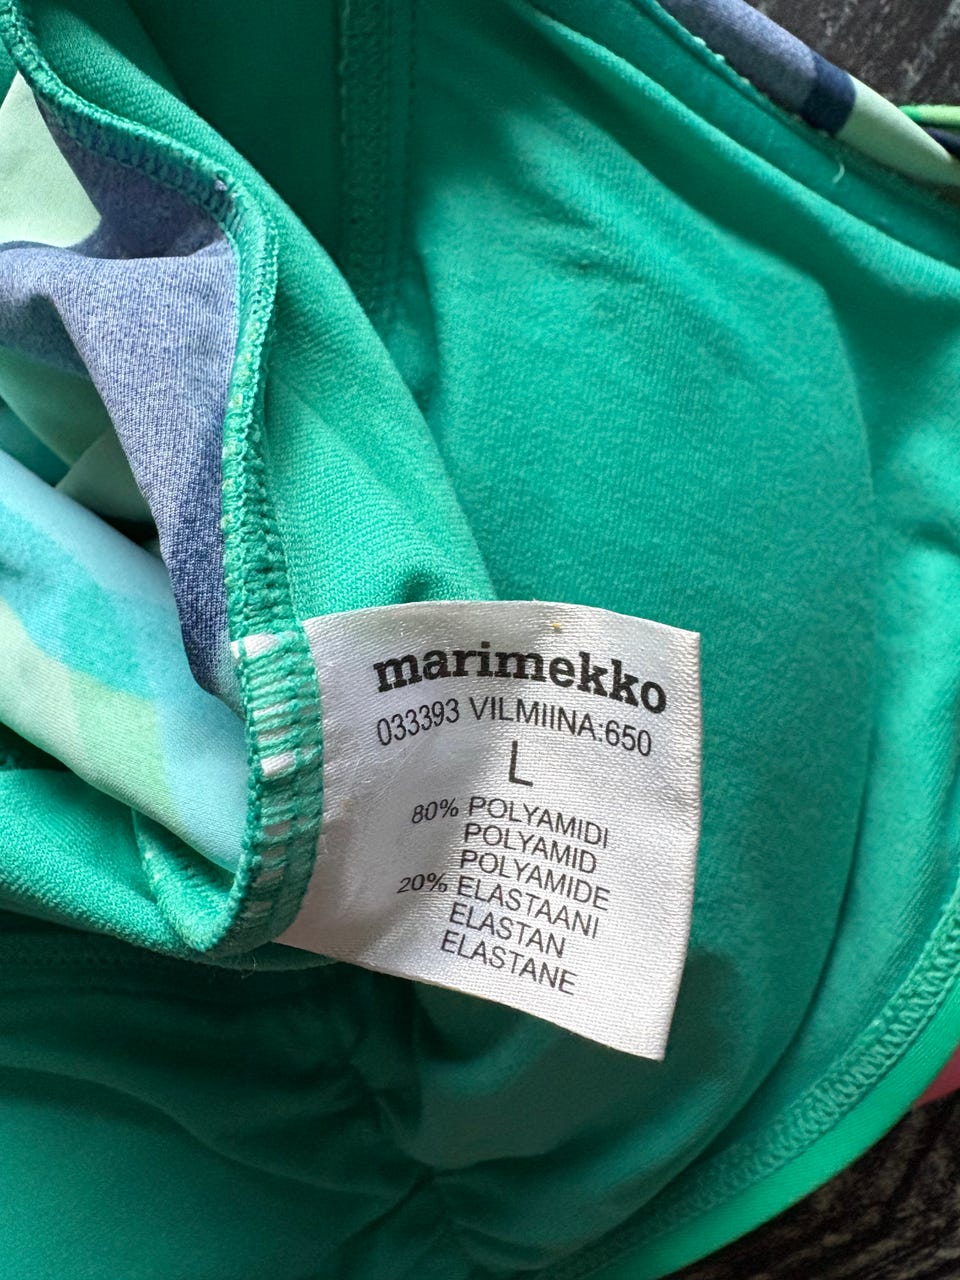 marimekko
033393 VILMIINA.650
L
80% POLYAMIDI
POLYAMID
POLYAMIDE
20% ELASTAANI
ELASTAN
ELASTANE